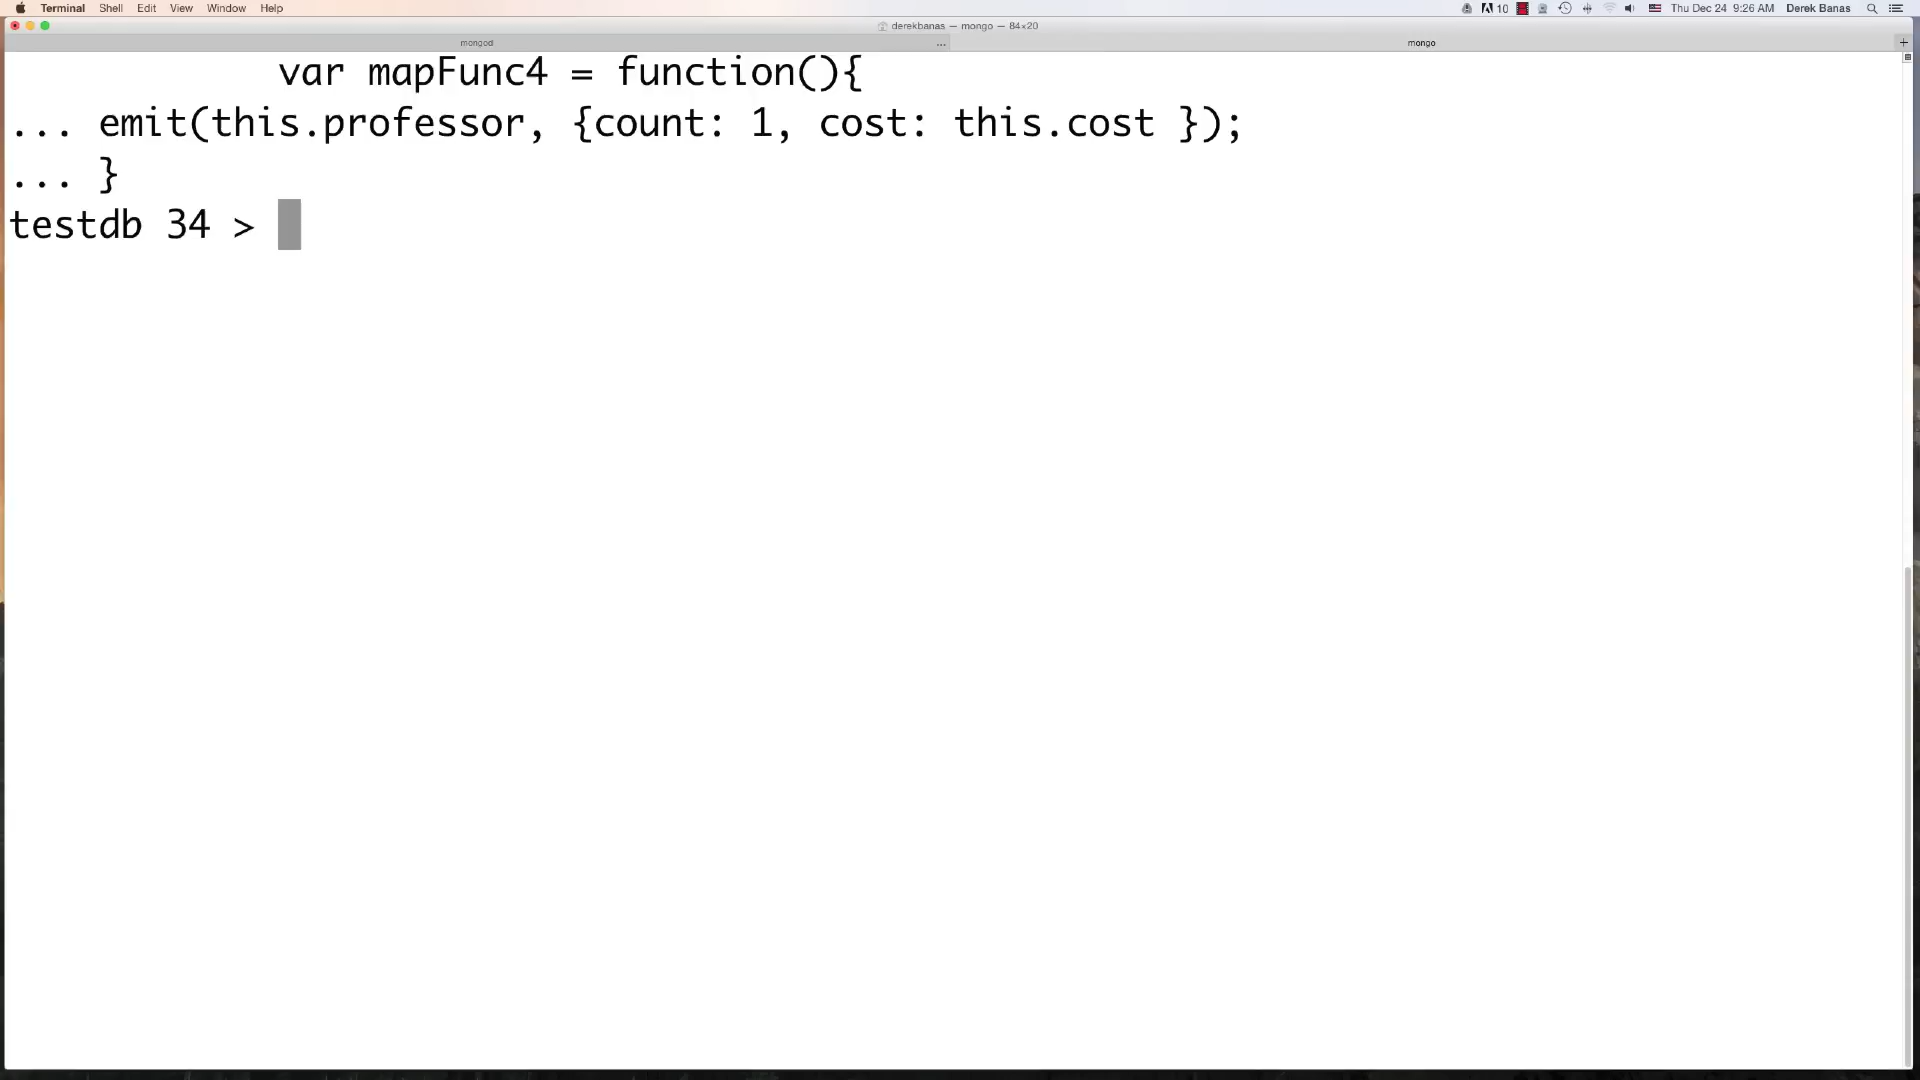 Terminal Shell Edit View Window Help 10 Thu Dec 24 9:26 AM Derek Banas
derekbanas — mongo — 84×20
mongod ... mongo +
var mapFunc4 = function(){
... emit(this.professor, {count: 1, cost: this.cost });
... }
testdb 34 >